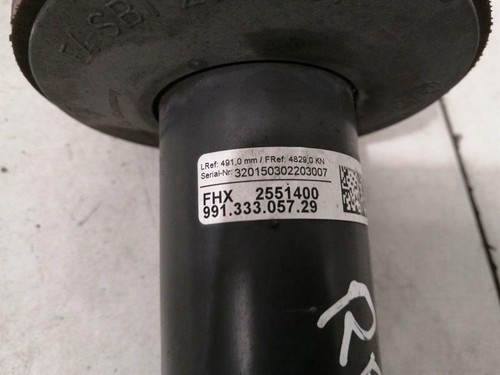 LRef: 491,0 mm / FRef: 4829,0 KN
Serial-Nr: 320150302203007
FHX 2551400
991.333.057.29